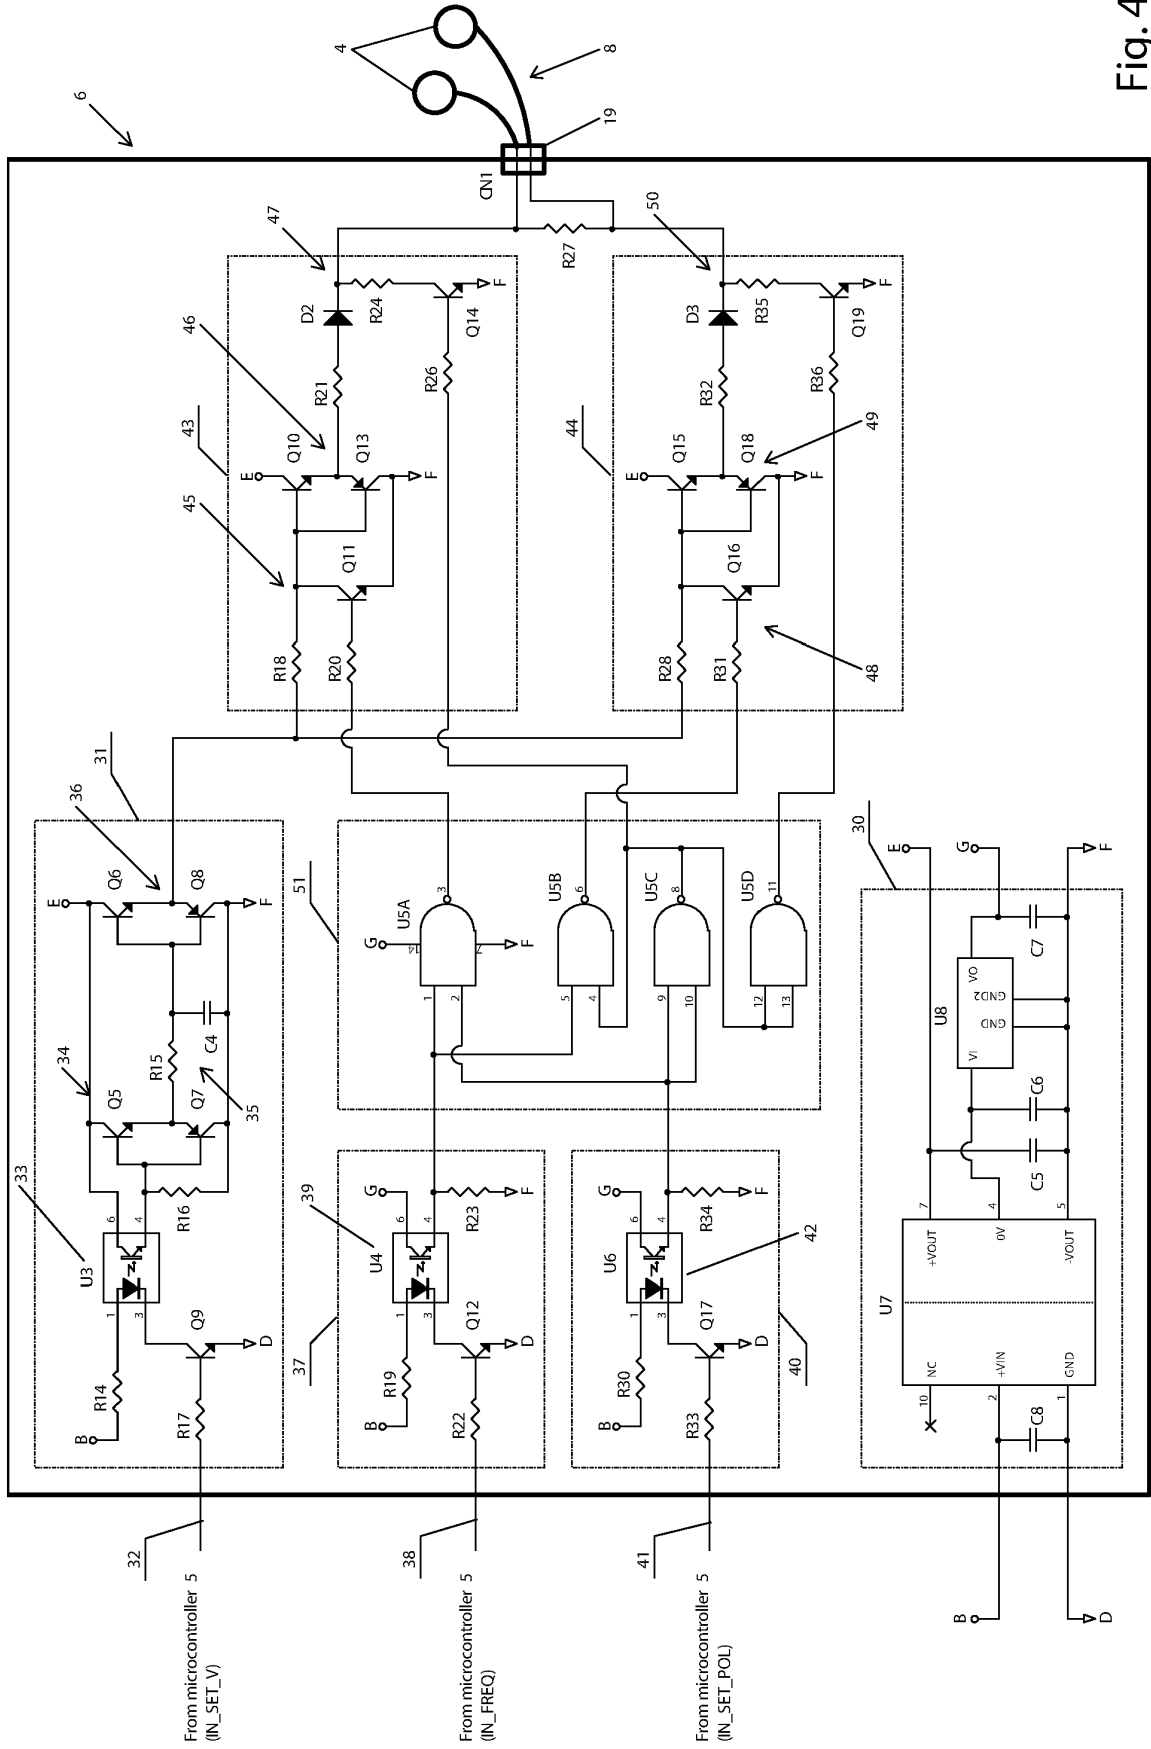 Fig. 4
6
4
8
19
CN1
47
50
R27
46
D2
R24
F
Q14
R21
R26
43
Q10
E
Q13
F
45
Q11
R18
R20
D3
R35
F
Q19
R32
R36
44
Q15
E
Q18
F
49
Q16
R28
R31
48
31
36
E
Q6
Q8
F
34
Q5
Q7
R15
C4
35
33
U3
6
4
1
3
R16
Q9
D
R14
B
R17
32
From microcontroller 5
(IN_SET_V)
51
G
14
7
F
U5A
1
2
3
U5B
5
4
6
U5C
9
10
8
U5D
12
13
11
39
G
U4
6
4
1
3
R23
F
37
R19
B
Q12
D
R22
38
From microcontroller 5
(IN_FREQ)
G
U6
6
4
1
3
R34
F
42
R30
B
Q17
D
R33
40
41
From microcontroller 5
(IN_SET_POL)
30
E
G
F
U8
VI
VO
GND
GND2
C7
C6
C5
7
4
5
U7
+VOUT
0V
-VOUT
NC
+VIN
GND
10
2
1
C8
B
D